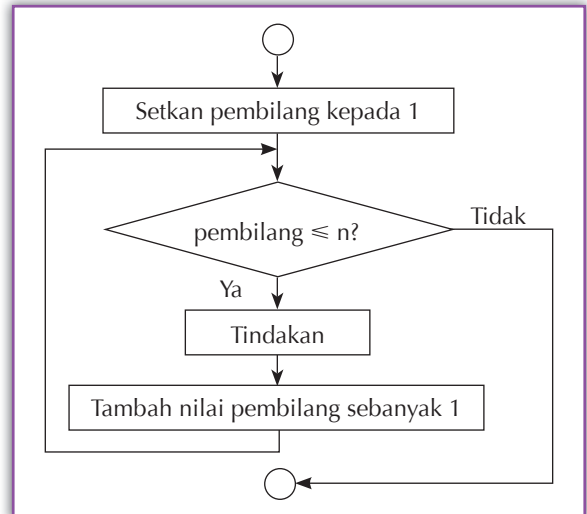 Setkan pembilang kepada 1
pembilang ⩽ n?
Tidak
Ya
Tindakan
Tambah nilai pembilang sebanyak 1